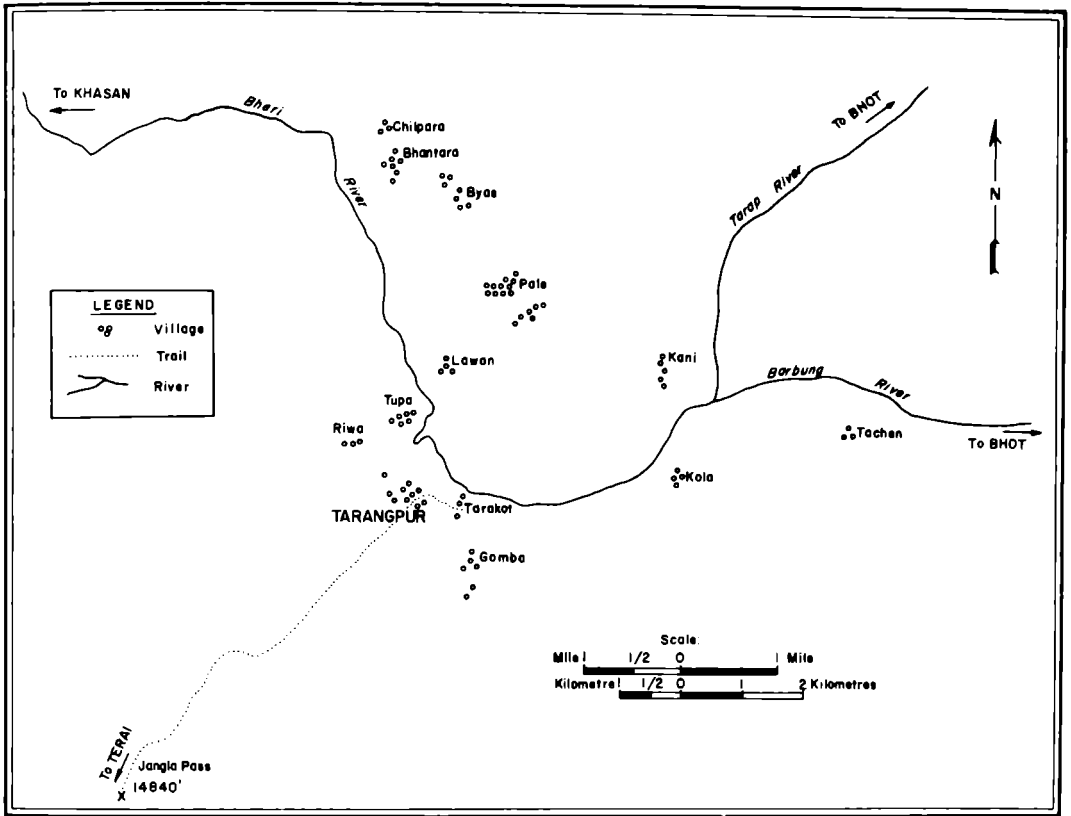 To KHASAN
Bheri
River
Chilpara
Bhantara
Byas
To BHOT
Tarap River
N
Pale
LEGEND
Village
Trail
River
Lawan
Kani
Barbung
River
Tupa
Riwa
Tachen
To BHOT
Kola
TARANGPUR
Tarakot
Gomba
Scale:
Mile 1 1/2 0 1 Mile
Kilometre 1 1/2 0 1 2 Kilometres
To TERAI
Jangla Pass
14840'
X